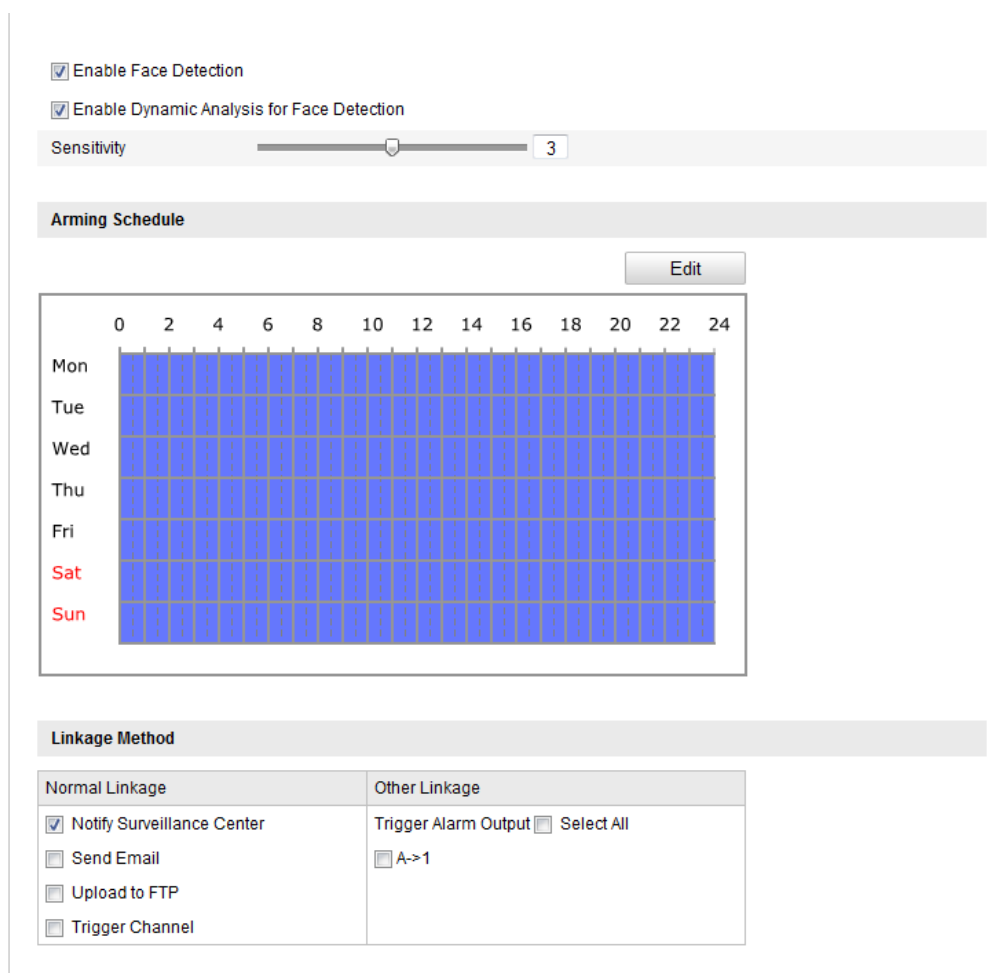 Enable Face Detection
Enable Dynamic Analysis for Face Detection
Sensitivity 3
Arming Schedule
Edit
0 2 4 6 8 10 12 14 16 18 20 22 24
Mon
Tue
Wed
Thu
Fri
Sat
Sun
Linkage Method
Normal Linkage Other Linkage
Notify Surveillance Center Trigger Alarm Output Select All
Send Email A->1
Upload to FTP
Trigger Channel